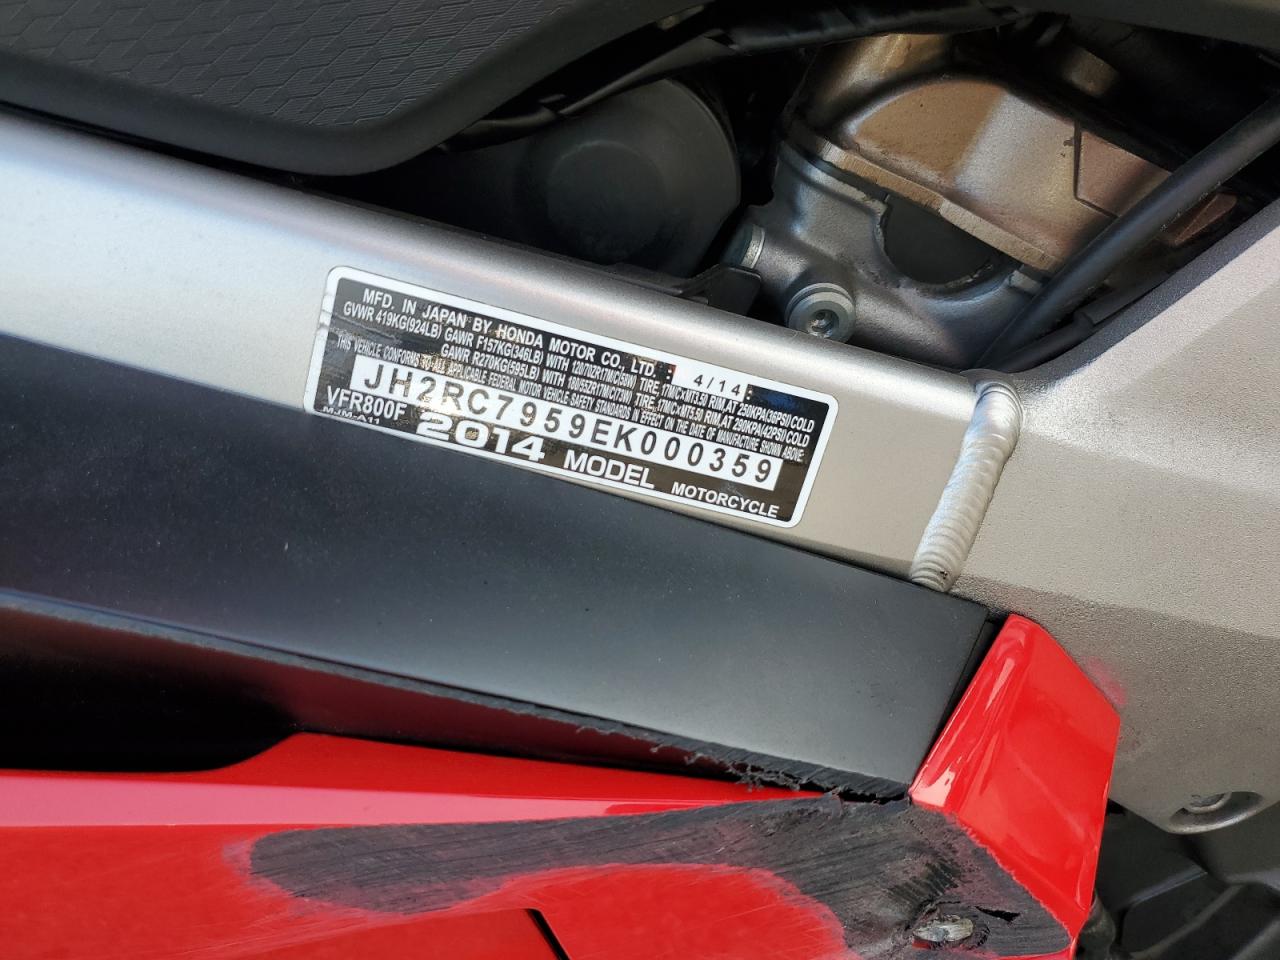 MFD. IN JAPAN BY HONDA MOTOR CO., LTD. 4/14
GVWR 419KG(924LB) GAWR F157KG(346LB) WITH 120/70ZR17M/C(58W) TIRE, 17M/C×MT3.50 RIM,AT 250KPA(36PSI)COLD
GAWR R270KG(595LB) WITH 180/55ZR17M/C(73W) TIRE, 17M/C×MT5.50 RIM,AT 290KPA(42PSI)COLD
THIS VEHICLE CONFORMS TO ALL APPLICABLE FEDERAL MOTOR VEHICLE SAFETY STANDARDS IN EFFECT ON THE DATE OF MANUFACTURE SHOWN ABOVE.
JH2RC7959EK000359
VFR800F 2014 MODEL MOTORCYCLE
MJM-A11